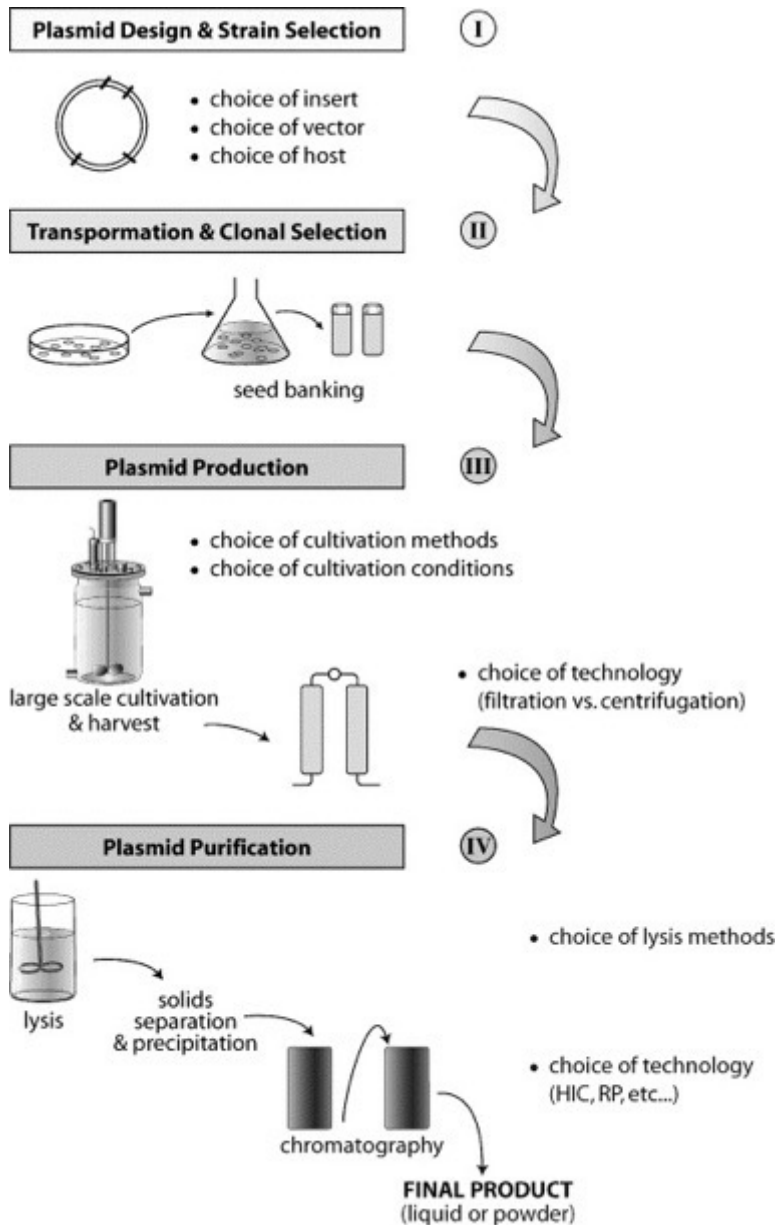 Plasmid Design & Strain Selection
I
• choice of insert
• choice of vector
• choice of host
Transpormation & Clonal Selection
II
seed banking
Plasmid Production
III
• choice of cultivation methods
• choice of cultivation conditions
large scale cultivation
& harvest
• choice of technology
(filtration vs. centrifugation)
Plasmid Purification
IV
• choice of lysis methods
lysis
solids
separation
& precipitation
• choice of technology
(HIC, RP, etc...)
chromatography
FINAL PRODUCT
(liquid or powder)